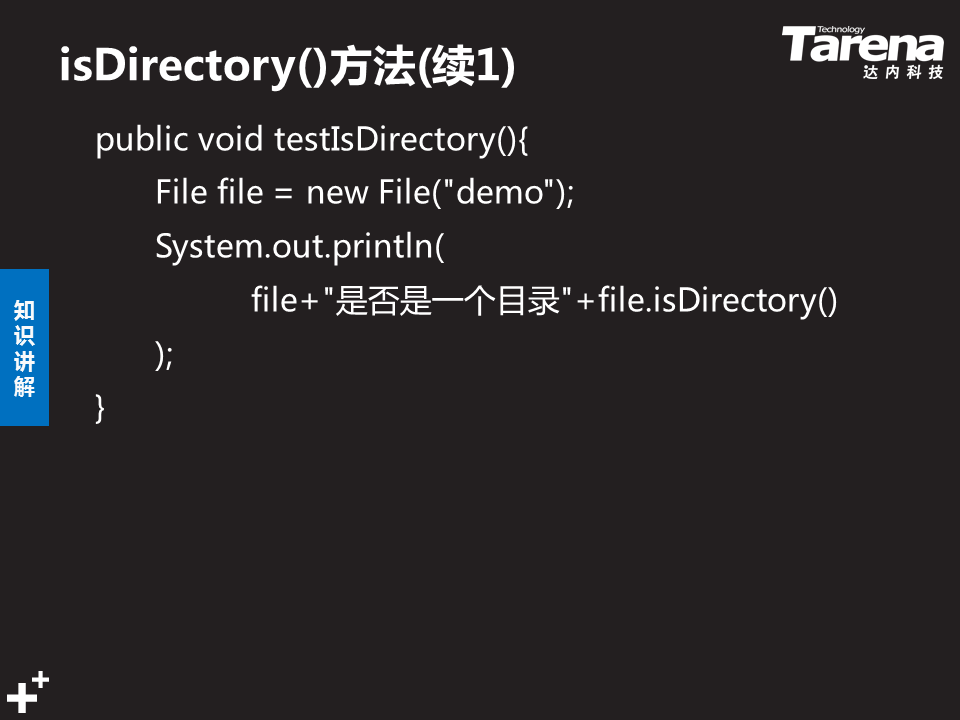 isDirectory()方法(续1)
Technology
Tarena
达内科技
public void testIsDirectory(){
File file = new File("demo");
System.out.println(
file+"是否是一个目录"+file.isDirectory()
);
}
知
识
讲
解